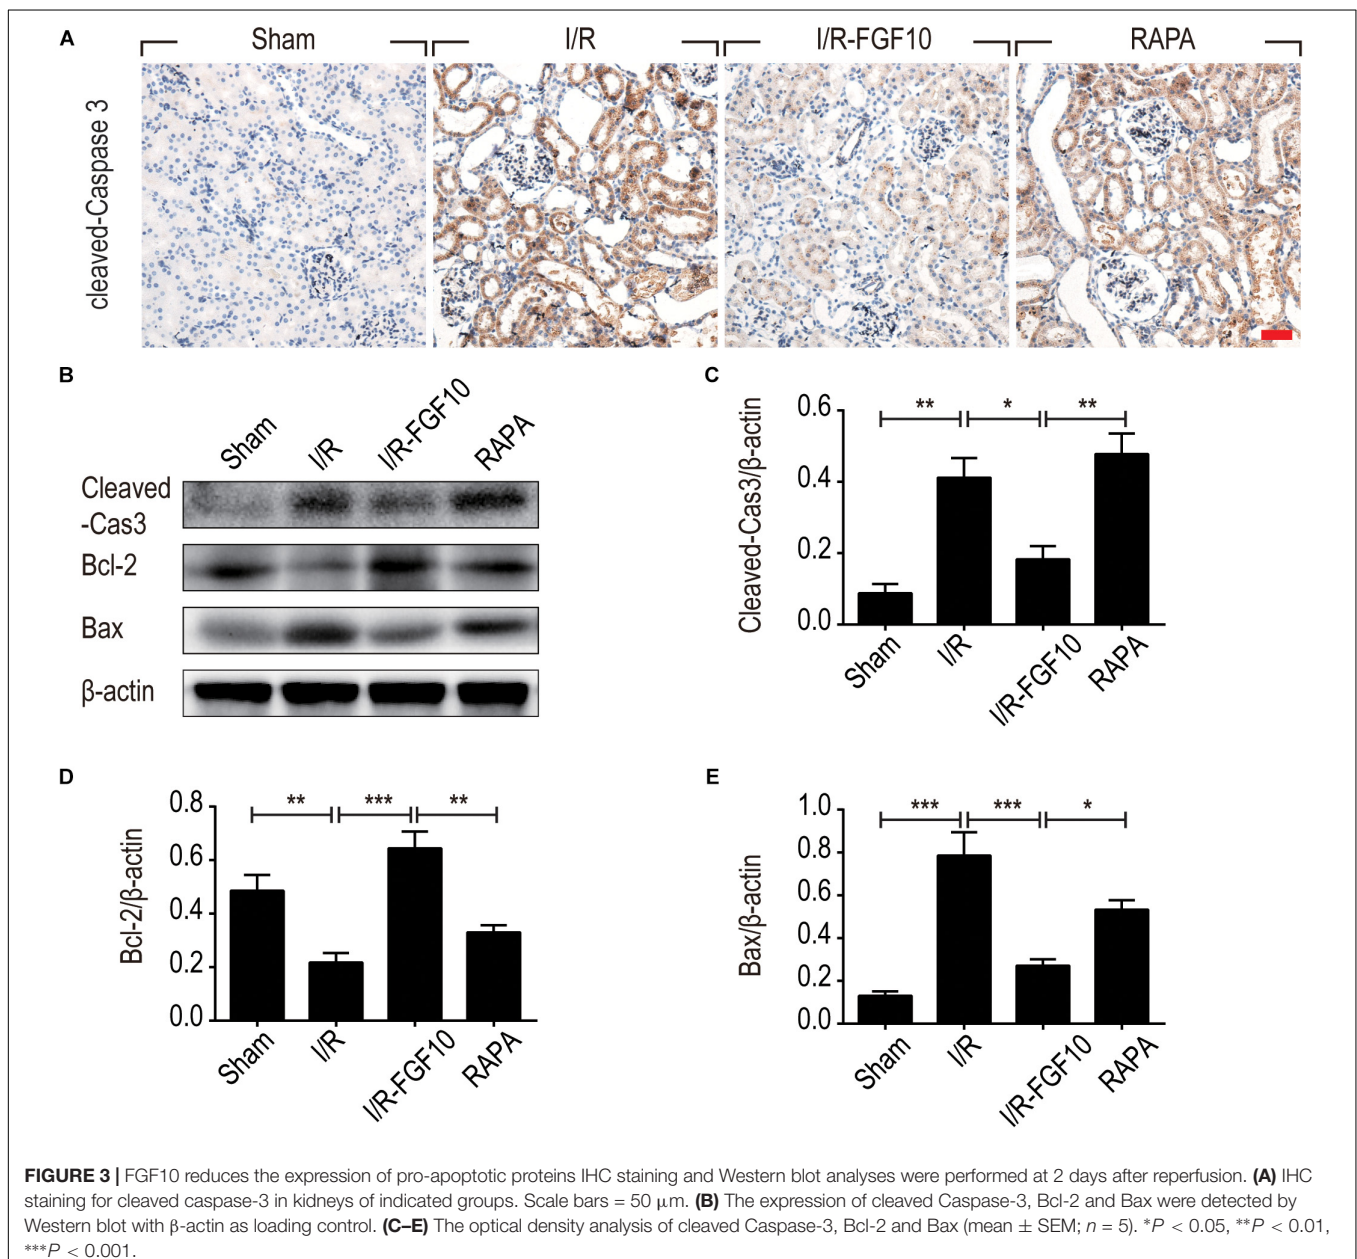 A
Sham
I/R
I/R-FGF10
RAPA
cleaved-Caspase 3
B
Sham
I/R
I/R-FGF10
RAPA
Cleaved
-Cas3
Bcl-2
Bax
β-actin
C
Cleaved-Cas3/β-actin
0.6
0.4
0.2
0.0
**
*
**
Sham
I/R
I/R-FGF10
RAPA
D
Bcl-2/β-actin
0.8
0.6
0.4
0.2
0.0
**
***
**
Sham
I/R
I/R-FGF10
RAPA
E
Bax/β-actin
1.0
0.8
0.6
0.4
0.2
0.0
***
***
*
Sham
I/R
I/R-FGF10
RAPA
FIGURE 3 | FGF10 reduces the expression of pro-apoptotic proteins IHC staining and Western blot analyses were performed at 2 days after reperfusion. (A) IHC
staining for cleaved caspase-3 in kidneys of indicated groups. Scale bars = 50 μm. (B) The expression of cleaved Caspase-3, Bcl-2 and Bax were detected by
Western blot with β-actin as loading control. (C–E) The optical density analysis of cleaved Caspase-3, Bcl-2 and Bax (mean ± SEM; n = 5). *P < 0.05, **P < 0.01,
***P < 0.001.